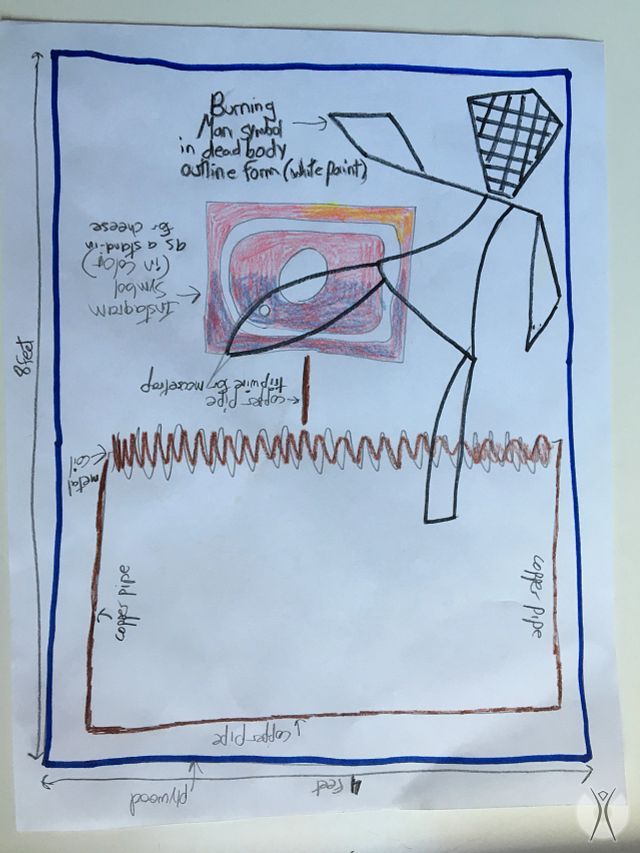 Burning
Man symbol
in dead body
outline form (white paint)
Instagram
symbol
(in color)
as a stand-in
for cheese
copper pipe
tripwire for mousetrap
metal
coil
copper pipe
copper pipe
copper pipe
8 feet
4 feet
plywood